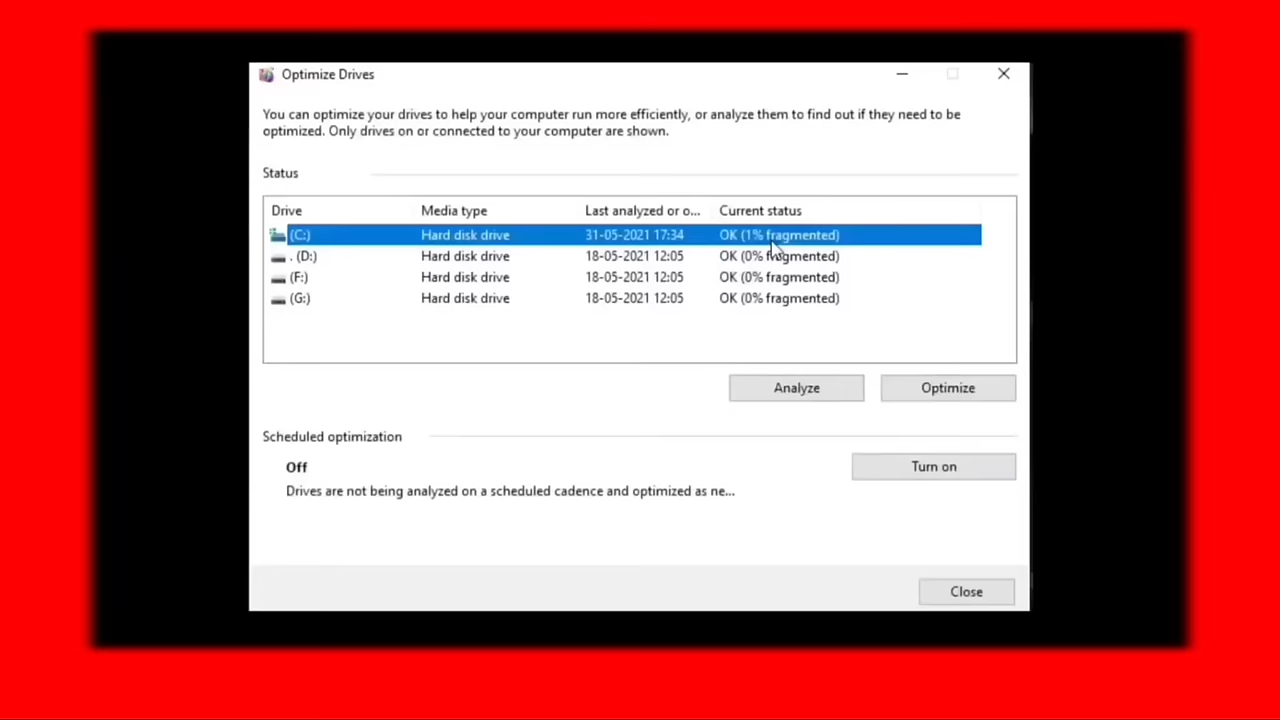 Optimize Drives
You can optimize your drives to help your computer run more efficiently, or analyze them to find out if they need to be
optimized. Only drives on or connected to your computer are shown.
Status
Drive Media type Last analyzed or o... Current status
(C:) Hard disk drive 31-05-2021 17:34 OK (1% fragmented)
. (D:) Hard disk drive 18-05-2021 12:05 OK (0% fragmented)
(F:) Hard disk drive 18-05-2021 12:05 OK (0% fragmented)
(G:) Hard disk drive 18-05-2021 12:05 OK (0% fragmented)
Analyze Optimize
Scheduled optimization
Off Turn on
Drives are not being analyzed on a scheduled cadence and optimized as ne...
Close